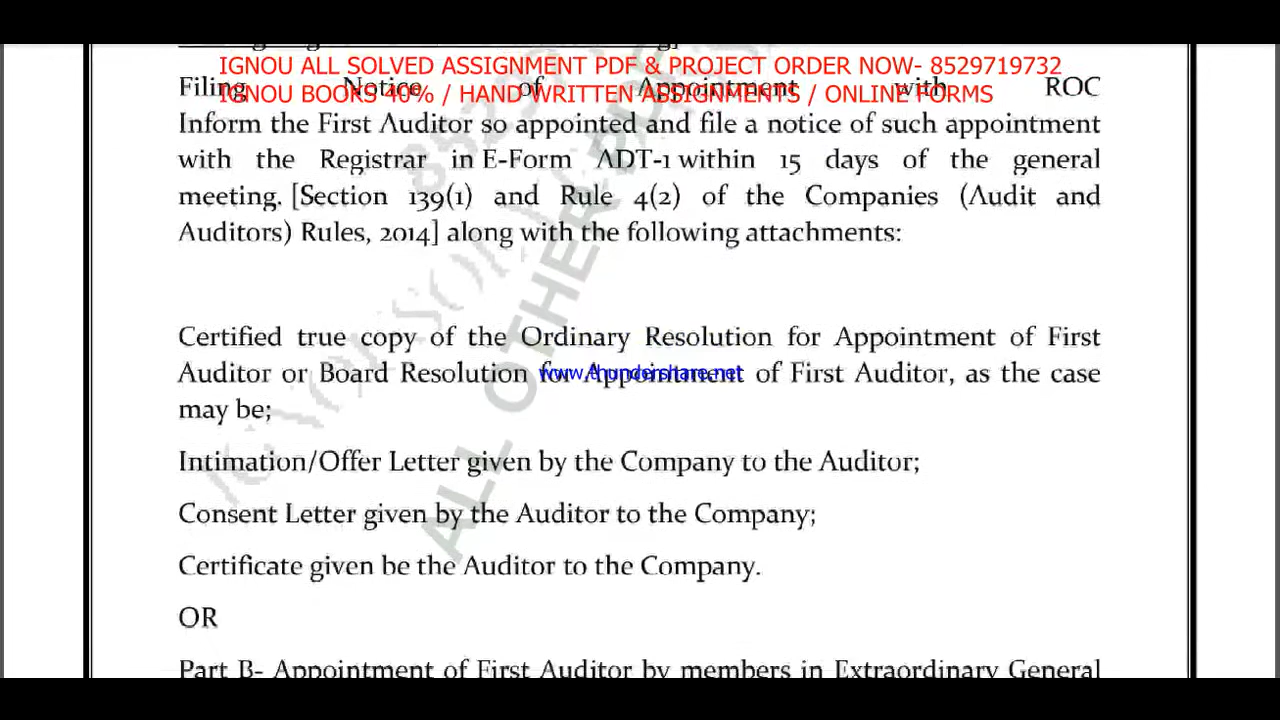 IGNOU ALL SOLVED ASSIGNMENT PDF & PROJECT ORDER NOW- 8529719732
IGNOU BOOKS 40% / HAND WRITTEN ASSIGNMENTS / ONLINE FORMS
Filing Notice of Appointment with ROC
Inform the First Auditor so appointed and file a notice of such appointment
with the Registrar in E-Form ADT-1 within 15 days of the general
meeting. [Section 139(1) and Rule 4(2) of the Companies (Audit and
Auditors) Rules, 2014] along with the following attachments:
Certified true copy of the Ordinary Resolution for Appointment of First
Auditor or Board Resolution for Appointment of First Auditor, as the case
www.thundershare.net
may be;
Intimation/Offer Letter given by the Company to the Auditor;
Consent Letter given by the Auditor to the Company;
Certificate given be the Auditor to the Company.
OR
Part B- Appointment of First Auditor by members in Extraordinary General
ALL OTHER PDF